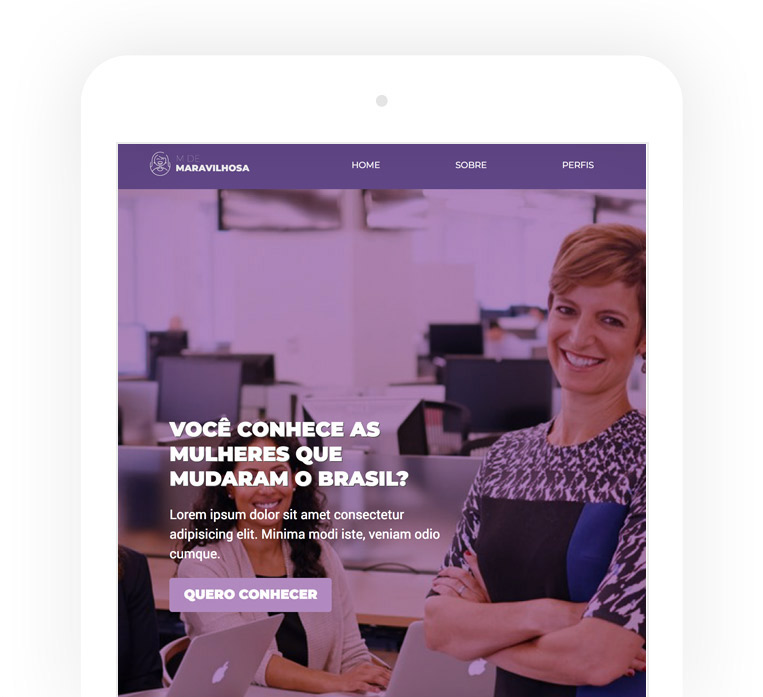 M DE
MARAVILHOSA
HOME SOBRE PERFIS
VOCÊ CONHECE AS
MULHERES QUE
MUDARAM O BRASIL?
Lorem ipsum dolor sit amet consectetur
adipisicing elit. Minima modi iste, veniam odio
cumque.
QUERO CONHECER